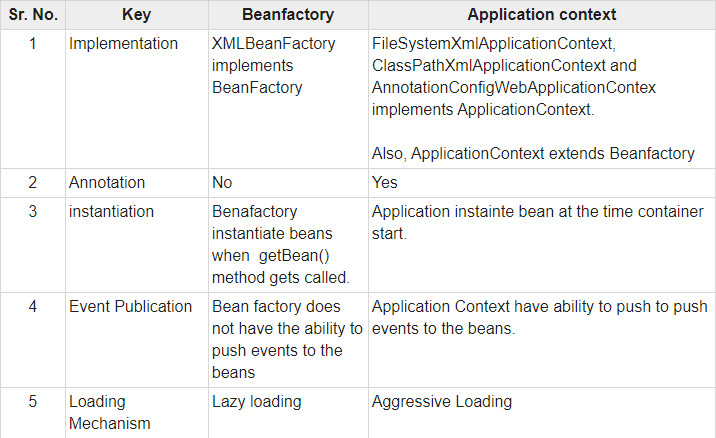 Sr. No. Key Beanfactory Application context
1 Implementation XMLBeanFactory implements BeanFactory FileSystemXmlApplicationContext, ClassPathXmlApplicationContext and AnnotationConfigWebApplicationContex implements ApplicationContext. Also, ApplicationContext extends Beanfactory
2 Annotation No Yes
3 instantiation Benafactory instantiate beans when getBean() method gets called. Application instainte bean at the time container start.
4 Event Publication Bean factory does not have the ability to push events to the beans Application Context have ability to push to push events to the beans.
5 Loading Mechanism Lazy loading Aggressive Loading